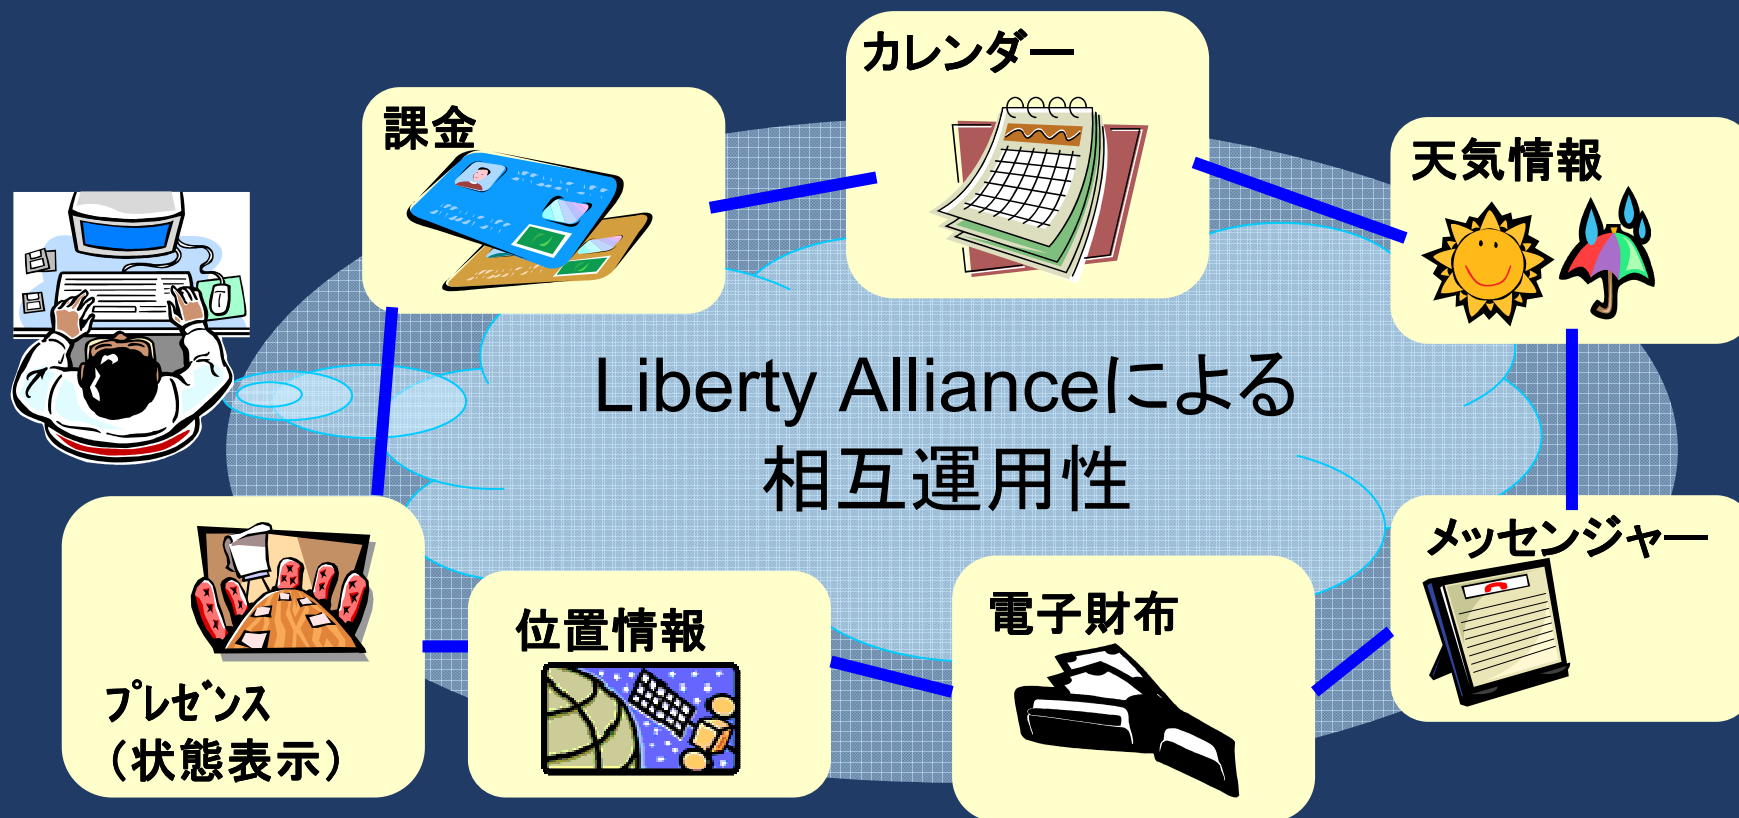 カレンダー
課金
天気情報
Liberty Allianceによる
相互運用性
メッセンジャー
電子財布
位置情報
プレゼンス
（状態表示）